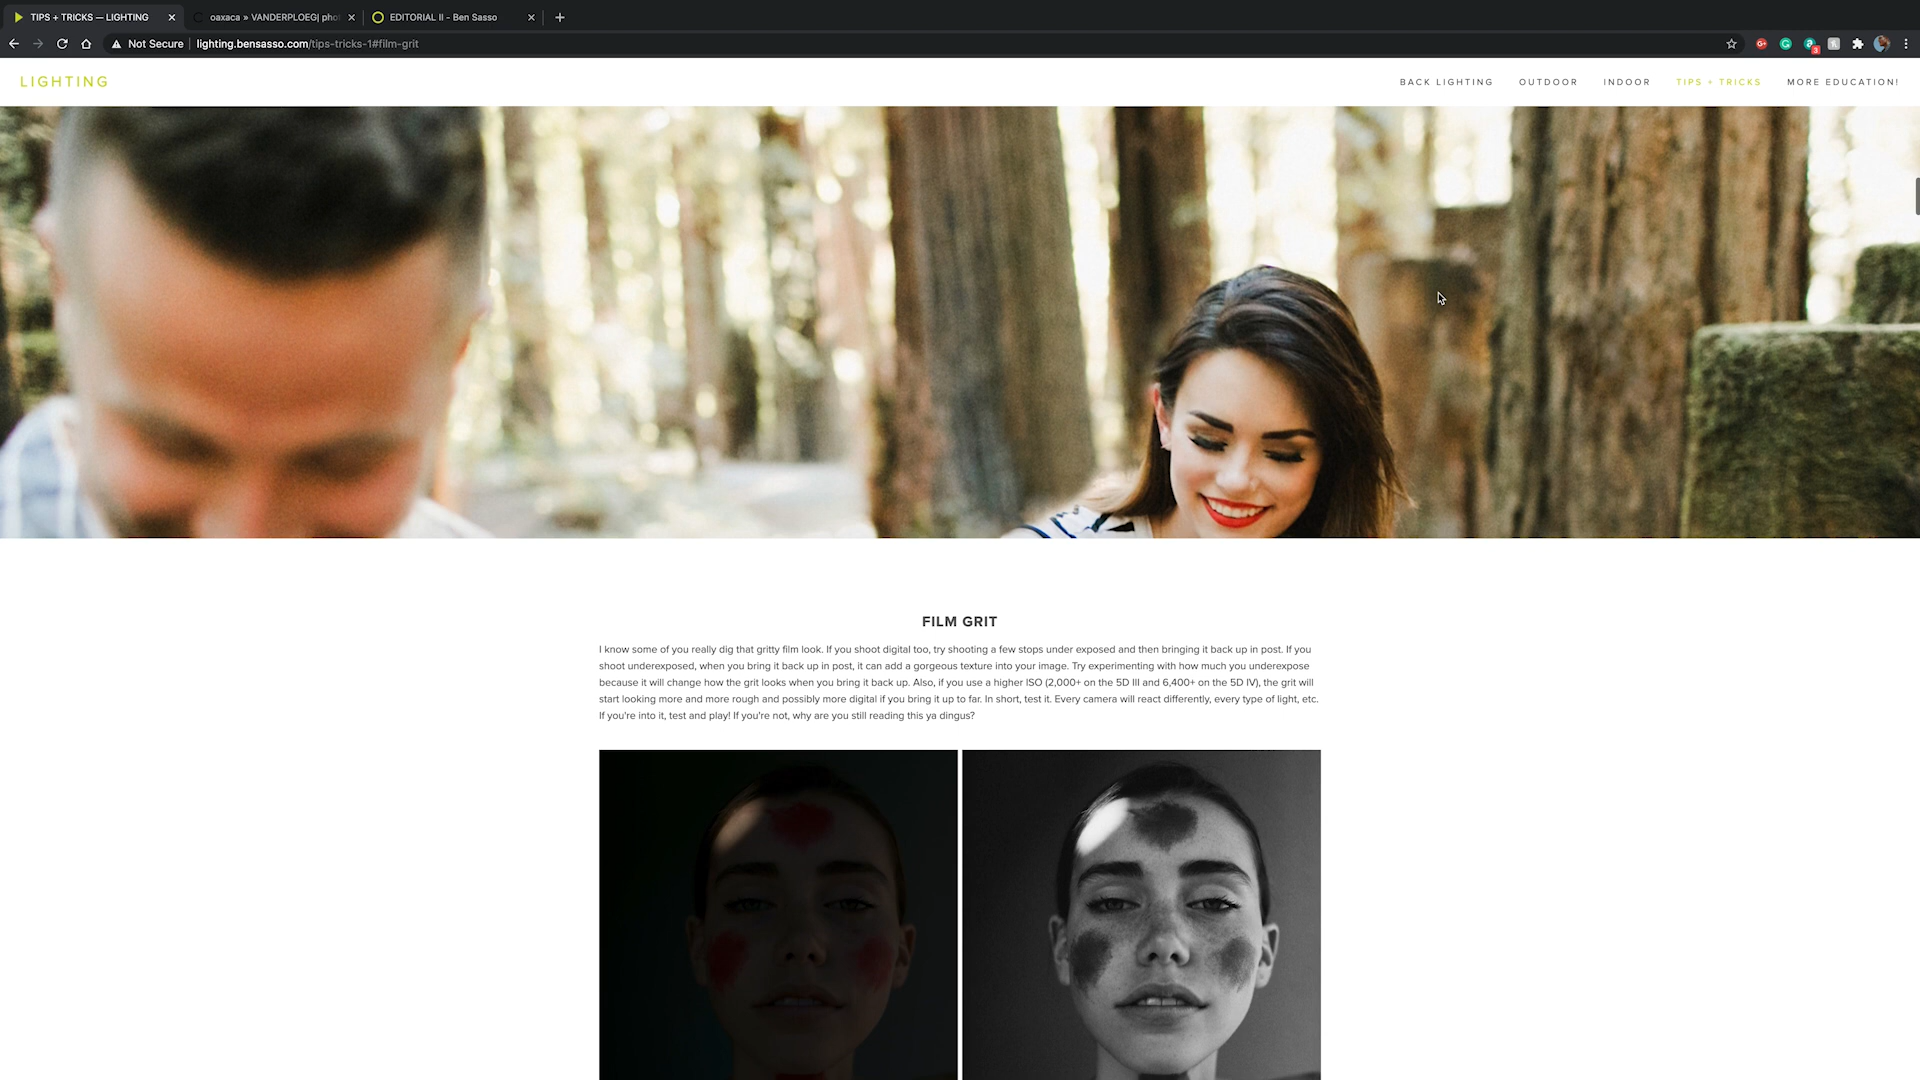 TIPS + TRICKS — LIGHTING
oaxaca » VANDERPLOEG| pho
EDITORIAL II - Ben Sasso
Not Secure
lighting.bensasso.com/tips-tricks-1#film-grit
3
LIGHTING
BACK LIGHTING
OUTDOOR
INDOOR
TIPS + TRICKS
MORE EDUCATION!
FILM GRIT
I know some of you really dig that gritty film look. If you shoot digital too, try shooting a few stops under exposed and then bringing it back up in post. If you
shoot underexposed, when you bring it back up in post, it can add a gorgeous texture into your image. Try experimenting with how much you underexpose
because it will change how the grit looks when you bring it back up. Also, if you use a higher ISO (2,000+ on the 5D III and 6,400+ on the 5D IV), the grit will
start looking more and more rough and possibly more digital if you bring it up to far. In short, test it. Every camera will react differently, every type of light, etc.
If you're into it, test and play! If you're not, why are you still reading this ya dingus?